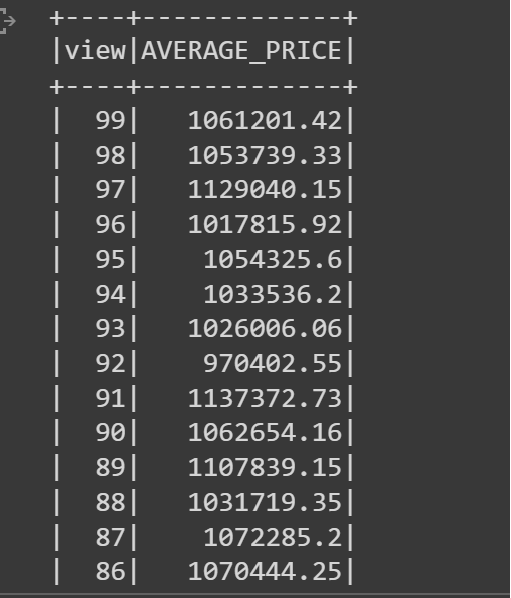 +----+-------------+
|view|AVERAGE_PRICE|
+----+-------------+
|  99|   1061201.42|
|  98|   1053739.33|
|  97|   1129040.15|
|  96|   1017815.92|
|  95|    1054325.6|
|  94|    1033536.2|
|  93|   1026006.06|
|  92|    970402.55|
|  91|   1137372.73|
|  90|   1062654.16|
|  89|   1107839.15|
|  88|   1031719.35|
|  87|    1072285.2|
|  86|   1070444.25|